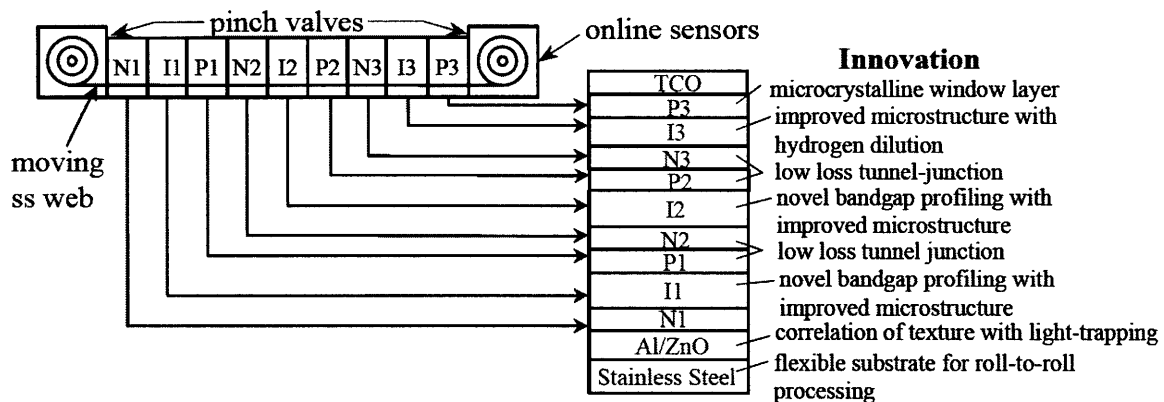 pinch valves
online sensors
N1 I1 P1 N2 I2 P2 N3 I3 P3
moving
ss web
Innovation
TCO
P3
I3
N3
P2
I2
N2
P1
I1
N1
Al/ZnO
Stainless Steel
microcrystalline window layer
improved microstructure with
hydrogen dilution
low loss tunnel-junction
novel bandgap profiling with
improved microstructure
low loss tunnel junction
novel bandgap profiling with
improved microstructure
correlation of texture with light-trapping
flexible substrate for roll-to-roll
processing